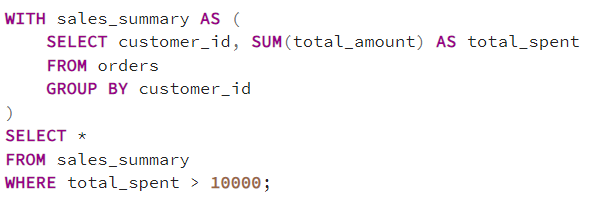 WITH sales_summary AS (
    SELECT customer_id, SUM(total_amount) AS total_spent
    FROM orders
    GROUP BY customer_id
)
SELECT *
FROM sales_summary
WHERE total_spent > 10000;